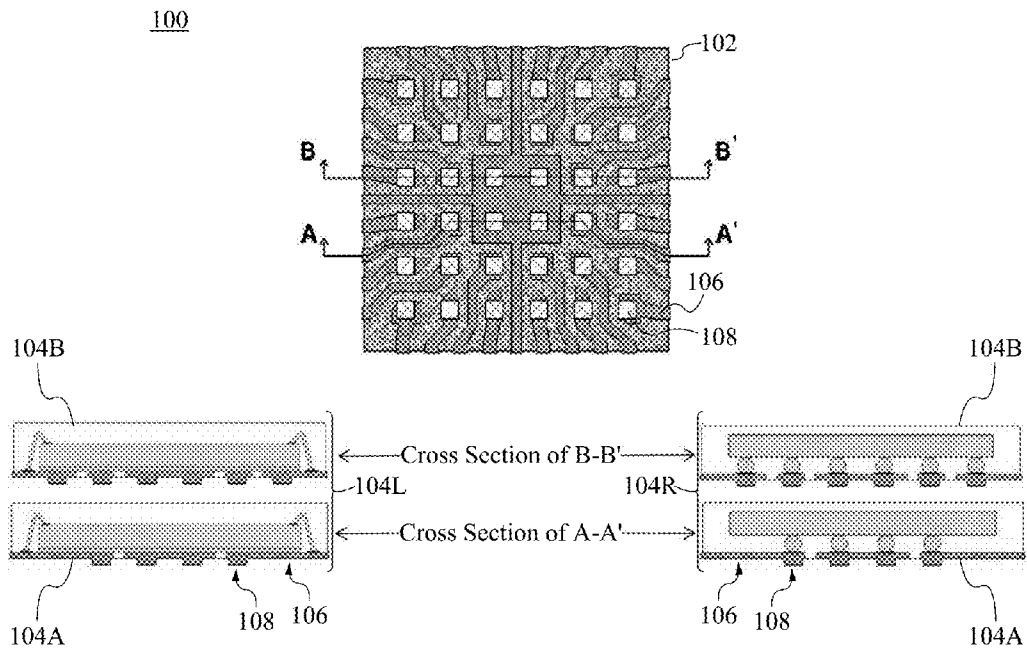 100
102
B B'
A A'
106
108
104B 104B
Cross Section of B-B'
104L 104R
Cross Section of A-A'
104A 108 106
106 108 104A